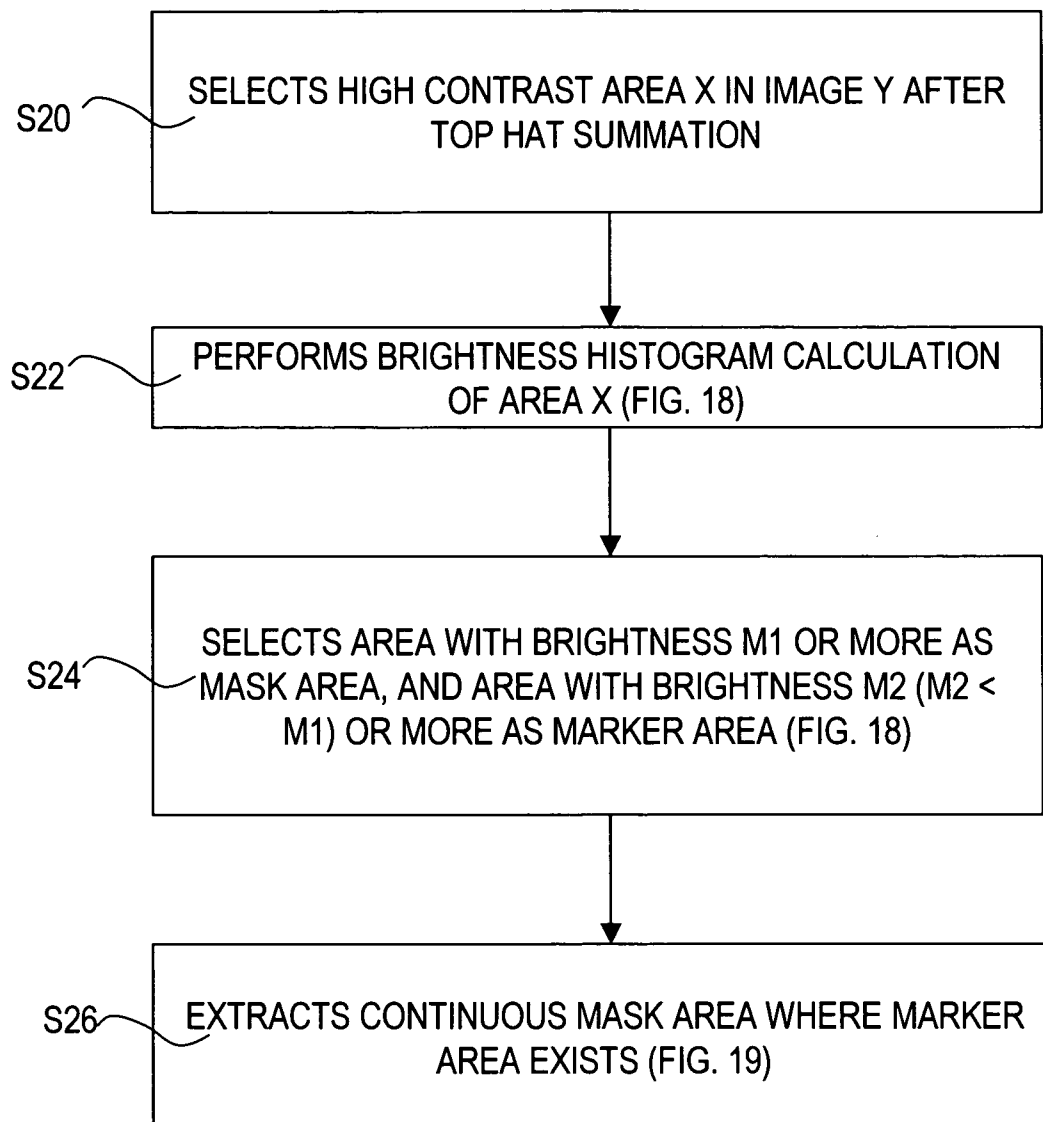 S20
SELECTS HIGH CONTRAST AREA X IN IMAGE Y AFTER
TOP HAT SUMMATION
S22
PERFORMS BRIGHTNESS HISTOGRAM CALCULATION
OF AREA X (FIG. 18)
S24
SELECTS AREA WITH BRIGHTNESS M1 OR MORE AS
MASK AREA, AND AREA WITH BRIGHTNESS M2 (M2 <
M1) OR MORE AS MARKER AREA (FIG. 18)
S26
EXTRACTS CONTINUOUS MASK AREA WHERE MARKER
AREA EXISTS (FIG. 19)